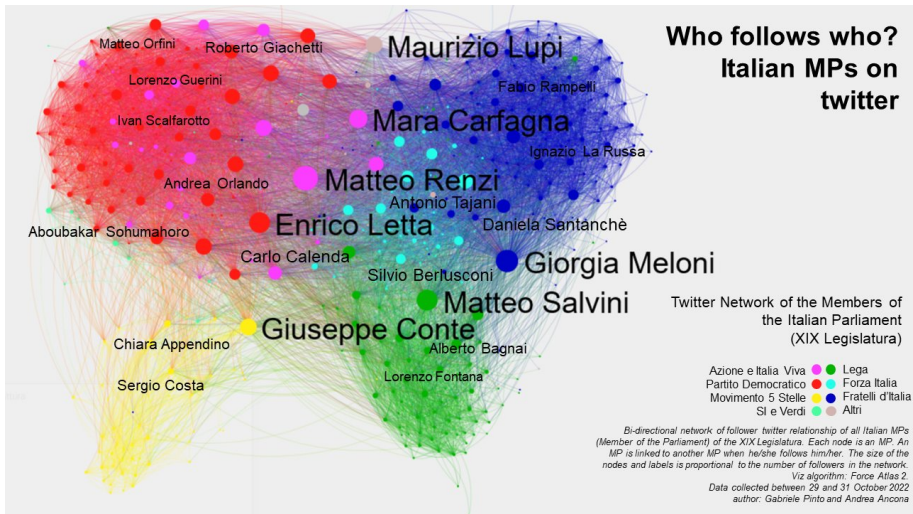 Who follows who?
Italian MPs on
twitter
Matteo Orfini
Roberto Giachetti
Maurizio Lupi
Lorenzo Guerini
Fabio Rampelli
Ivan Scalfarotto
Mara Carfagna
Ignazio La Russa
Andrea Orlando
Matteo Renzi
Antonio Tajani
Aboubakar Sohumahoro
Enrico Letta
Daniela Santanchè
Carlo Calenda
Silvio Berlusconi
Giorgia Meloni
Matteo Salvini
Giuseppe Conte
Chiara Appendino
Alberto Bagnai
Sergio Costa
Lorenzo Fontana
Twitter Network of the Members of
the Italian Parliament
(XIX Legislatura)
Azione e Italia Viva Lega
Partito Democratico Forza Italia
Movimento 5 Stelle Fratelli d'Italia
SI e Verdi Altri
Bi-directional network of follower twitter relationship of all Italian MPs
(Member of the Parliament) of the XIX Legislatura. Each node is an MP. An
MP is linked to another MP when he/she follows him/her. The size of the
nodes and labels is proportional to the number of followers in the network.
Viz algorithm: Force Atlas 2.
Data collected between 29 and 31 October 2022
author: Gabriele Pinto and Andrea Ancona